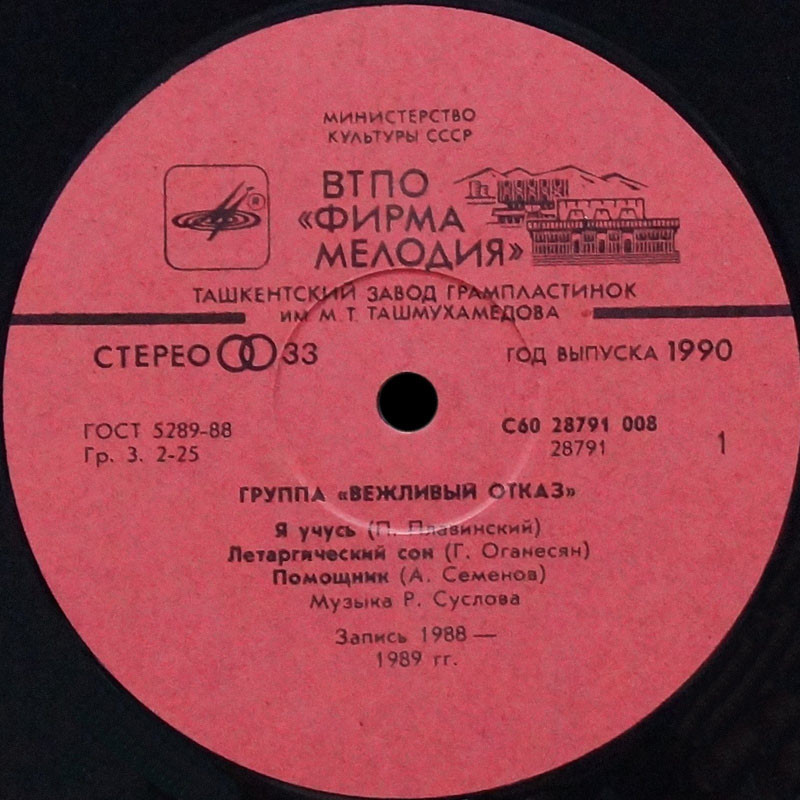 МИНИСТЕРСТВО
КУЛЬТУРЫ СССР
ВТПО
«ФИРМА
МЕЛОДИЯ»
®
ТАШКЕНТСКИЙ ЗАВОД ГРАМПЛАСТИНОК
ИМ М. Т. ТАШМУХАМЕДОВА
СТЕРЕО 33
ГОД ВЫПУСКА 1990
ГОСТ 5289-88
Гр. 3. 2-25
С60 28791 008
28791
1
ГРУППА «ВЕЖЛИВЫЙ ОТКАЗ»
Я учусь (П. Плавинский)
Летаргический сон (Г. Оганесян)
Помощник (А. Семенов)
Музыка Р. Суслова
Запись 1988 —
1989 гг.